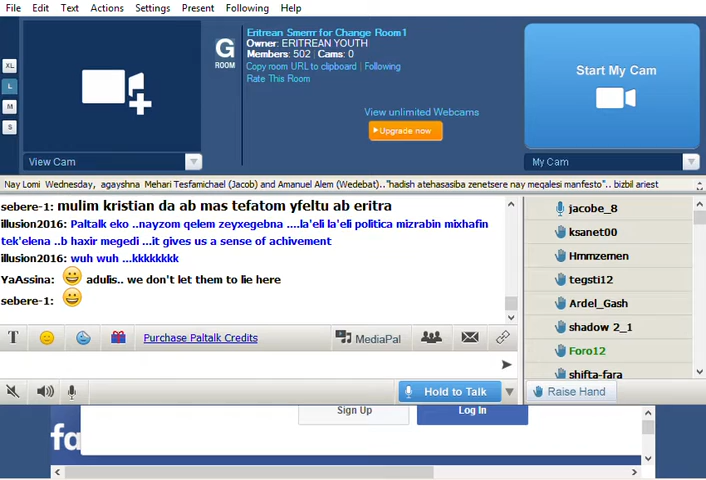 File Edit Text Actions Settings Present Following Help
XL
L
M
S
View Cam
G
ROOM
Eritrean Smerrr for Change Room1
Owner: ERITREAN YOUTH
Members: 502 | Cams: 0
Copy room URL to clipboard | Following
Rate This Room
View unlimited Webcams
Upgrade now
Start My Cam
My Cam
Nay Lomi Wednesday, agayshna Mehari Tesfamichael (Jacob) and Amanuel Alem (Wedebat).."hadish atehasasiba zenetsere nay meqalesi manfesto".. bizbil ariest
sebere-1: mulim kristian da ab mas tefatom yfeltu ab eritra
illusion2016: Paltalk eko ..nayzom qelem zeyxegebna ....la'eli la'eli politica mizrabin mixhafin
tek'elena ..b haxir megedi ...it gives us a sense of achivement
illusion2016: wuh wuh ...kkkkkkkk
YaAssina: adulis.. we don't let them to lie here
sebere-1:
jacobe_8
ksanet00
Hmmzemen
tegsti12
Ardel_Gash
shadow 2_1
Foro12
shifta-fara
T Purchase Paltalk Credits MediaPal
Hold to Talk
Raise Hand
fa
Sign Up Log In